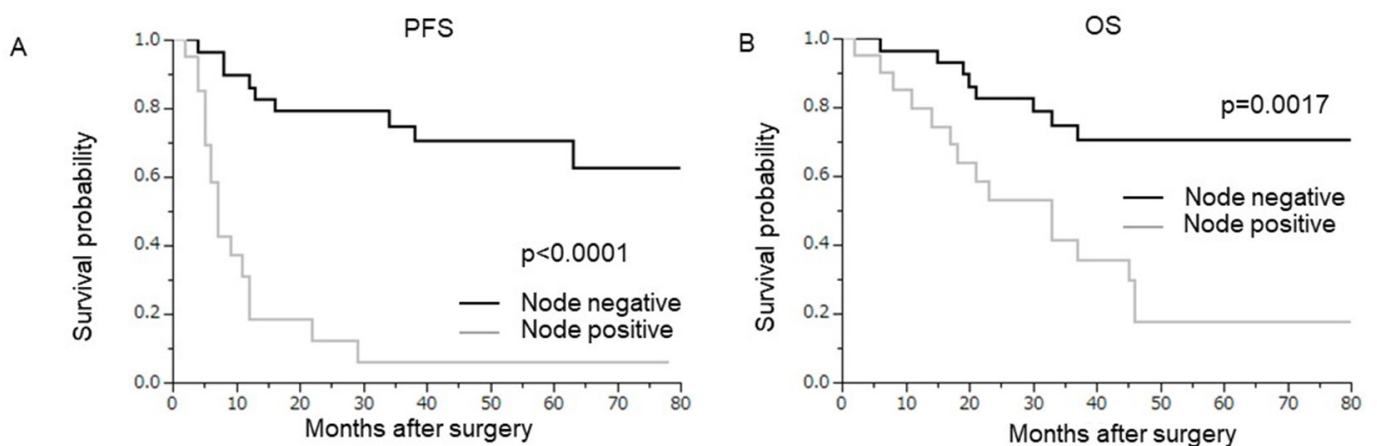 A
PFS
1.0
0.8
0.6
0.4
0.2
0.0
Survival probability
p<0.0001
Node negative
Node positive
0 10 20 30 40 50 60 70 80
Months after surgery
B
OS
1.0
0.8
0.6
0.4
0.2
0.0
Survival probability
p=0.0017
Node negative
Node positive
0 10 20 30 40 50 60 70 80
Months after surgery